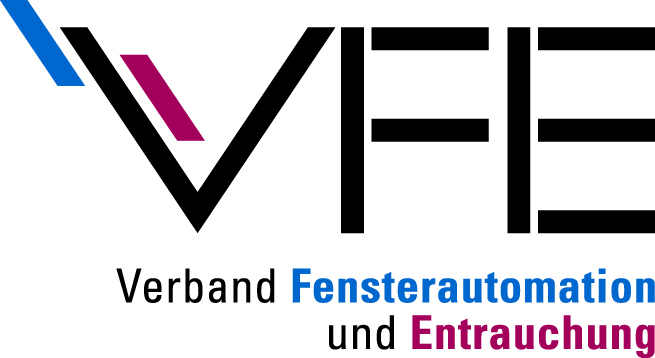 VFE
Verband Fensterautomation
und Entrauchung